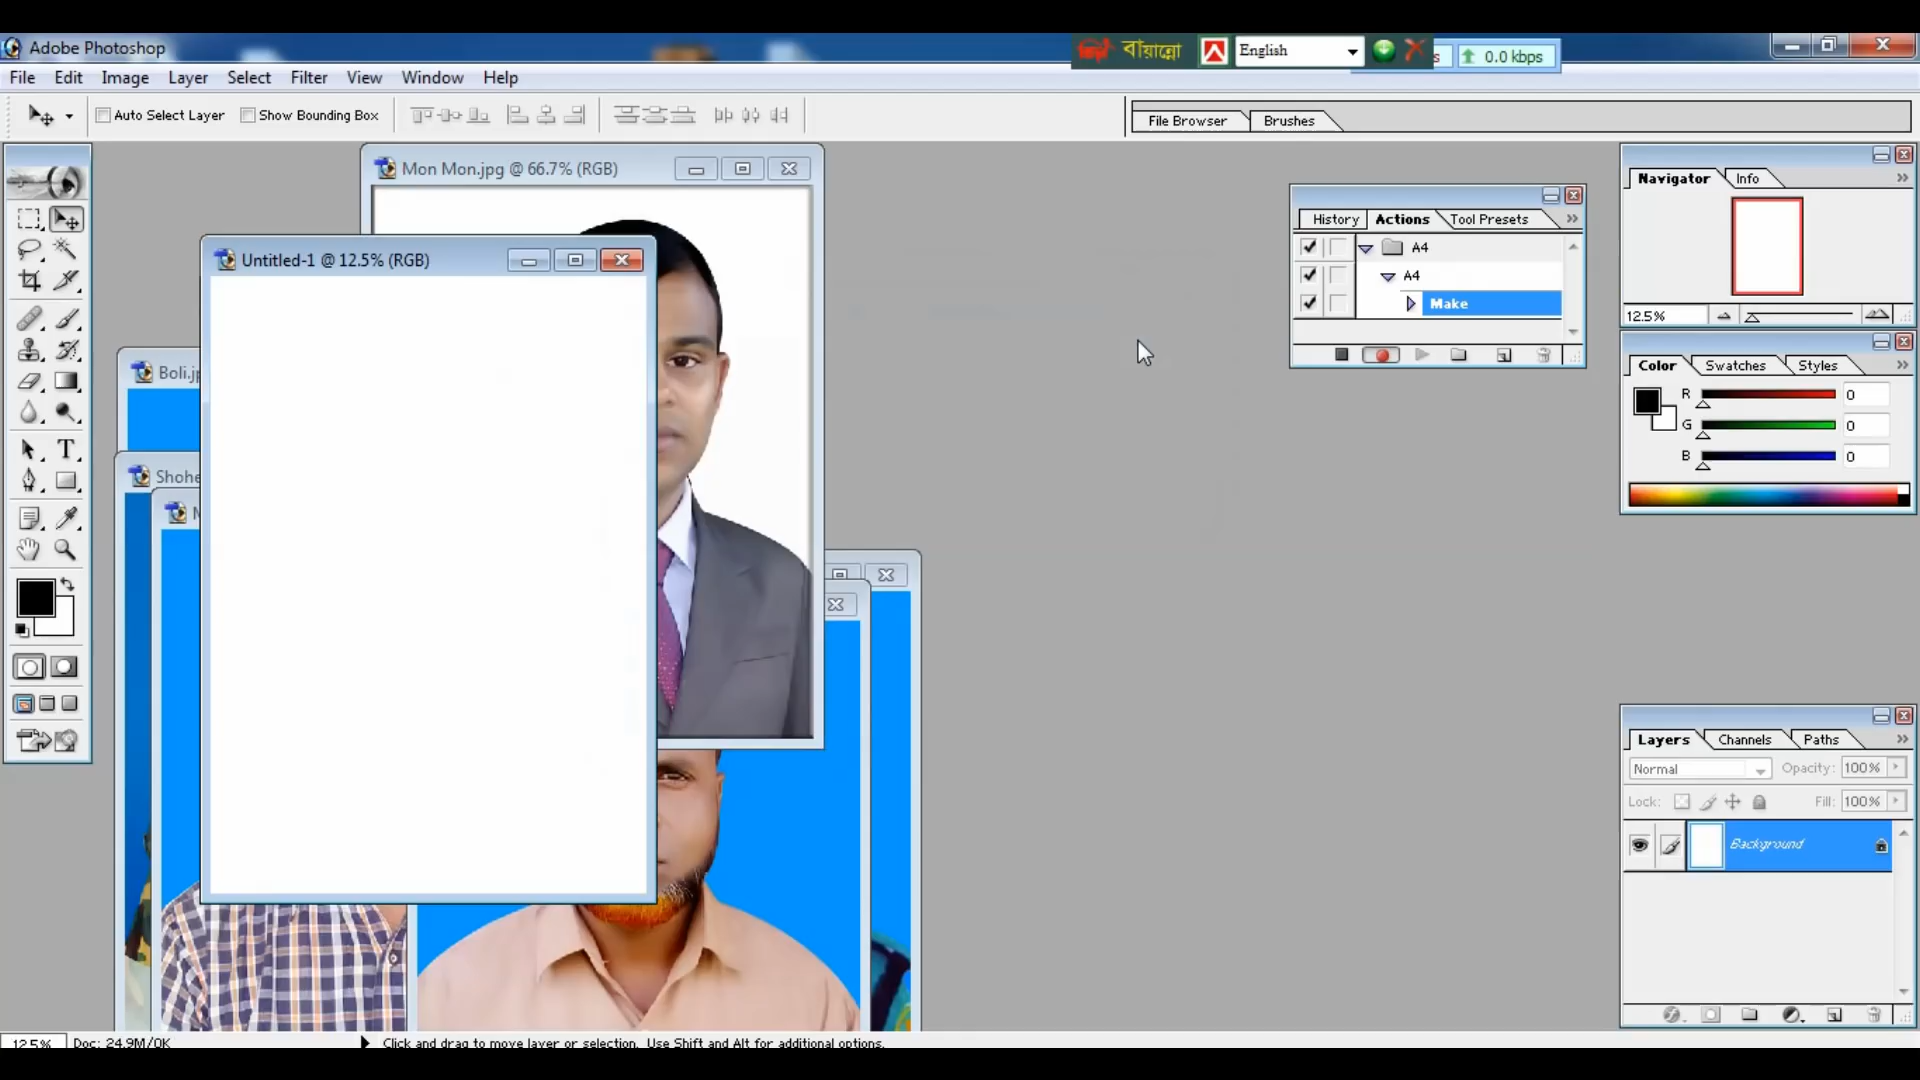 Adobe Photoshop
বায়ান্নো
English
s
0.0 kbps
File Edit Image Layer Select Filter View Window Help
Auto Select Layer
Show Bounding Box
File Browser
Brushes
Mon Mon.jpg @ 66.7% (RGB)
Untitled-1 @ 12.5% (RGB)
Boli.jp
Shohe
History
Actions
Tool Presets
A4
A4
Make
Navigator
Info
12.5%
Color
Swatches
Styles
R
0
G
0
B
0
T
Layers
Channels
Paths
Normal
Opacity: 100%
Lock:
Fill: 100%
Background
12.5%
Doc: 24.9M/0K
Click and drag to move layer or selection. Use Shift and Alt for additional options.